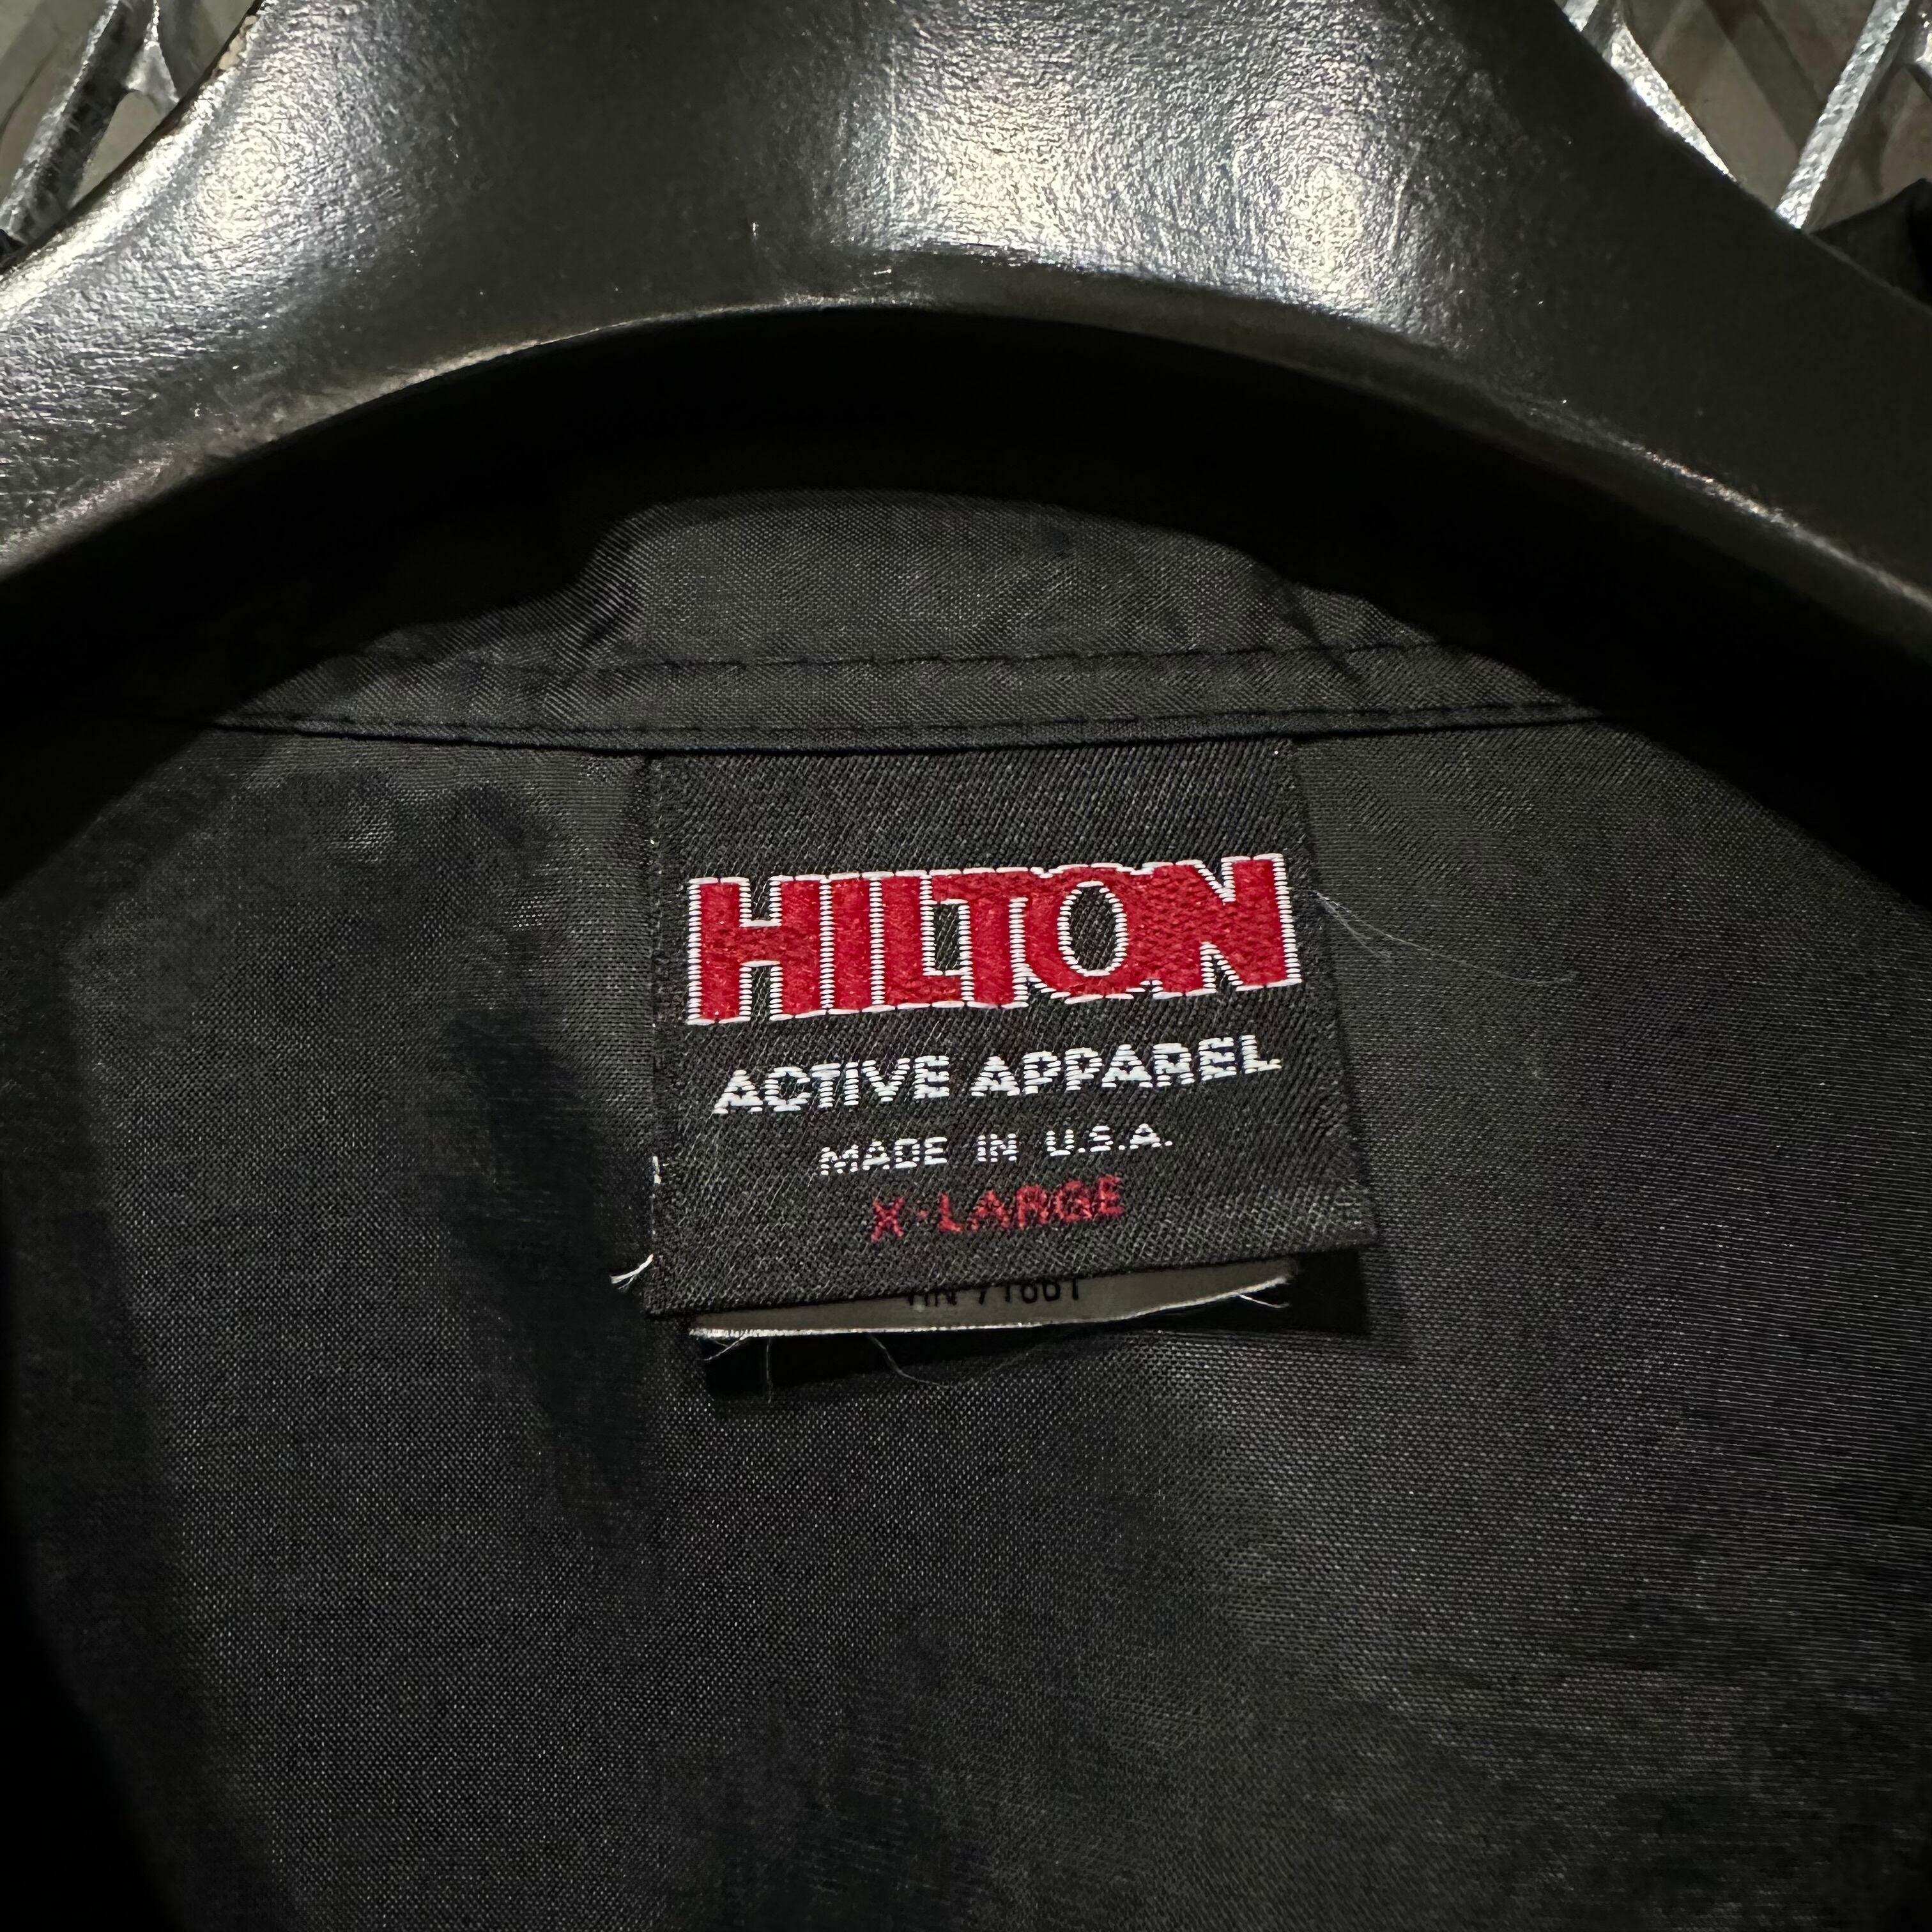 HILTON
ACTIVE APPAREL
MADE IN U.S.A.
X-LARGE